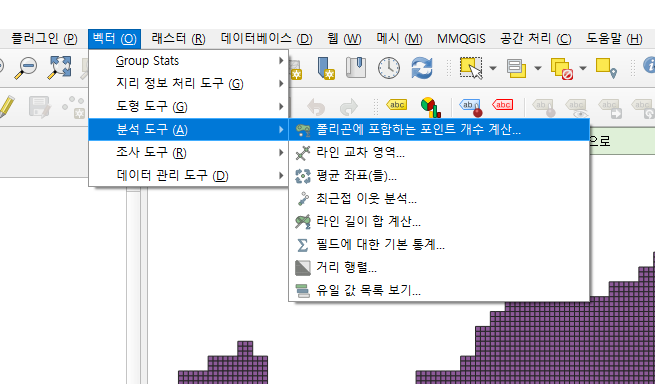 플러그인 (P) 벡터 (O) 래스터 (R) 데이터베이스 (D) 웹 (W) 메시 (M) MMQGIS 공간 처리 (C) 도움말 (H)
Group Stats
지리 정보 처리 도구 (G)
도형 도구 (G)
분석 도구 (A)
조사 도구 (R)
데이터 관리 도구 (D)
abc abc abc abc abc abc
폴리곤에 포함하는 포인트 개수 계산...
으로
라인 교차 영역...
평균 좌표(들)...
최근접 이웃 분석...
라인 길이 합 계산...
필드에 대한 기본 통계...
거리 행렬...
유일 값 목록 보기...